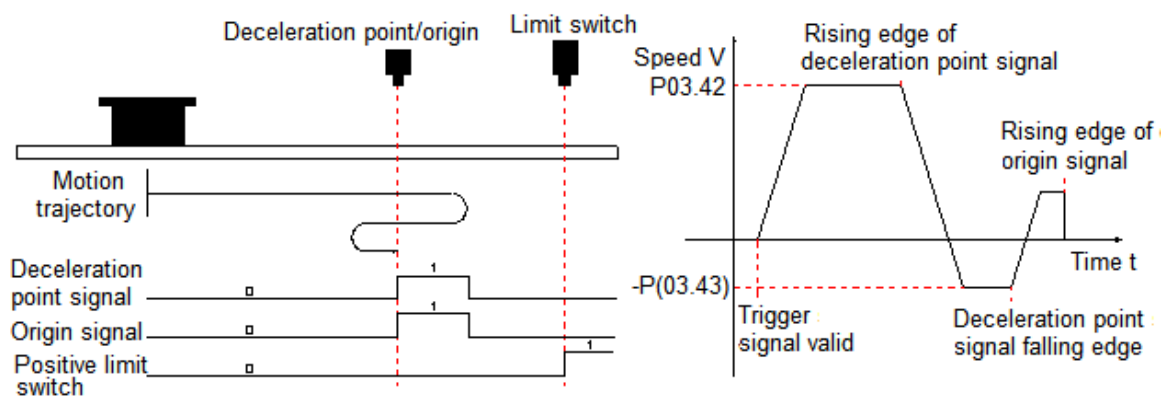 Deceleration point/origin
Limit switch
Motion
trajectory
Deceleration
point signal
0
1
Origin signal
0
1
Positive limit
switch
0
1
Speed V
P03.42
Rising edge of
deceleration point signal
Rising edge of
origin signal
Time t
-P(03.43)
Trigger
signal valid
Deceleration point
signal falling edge